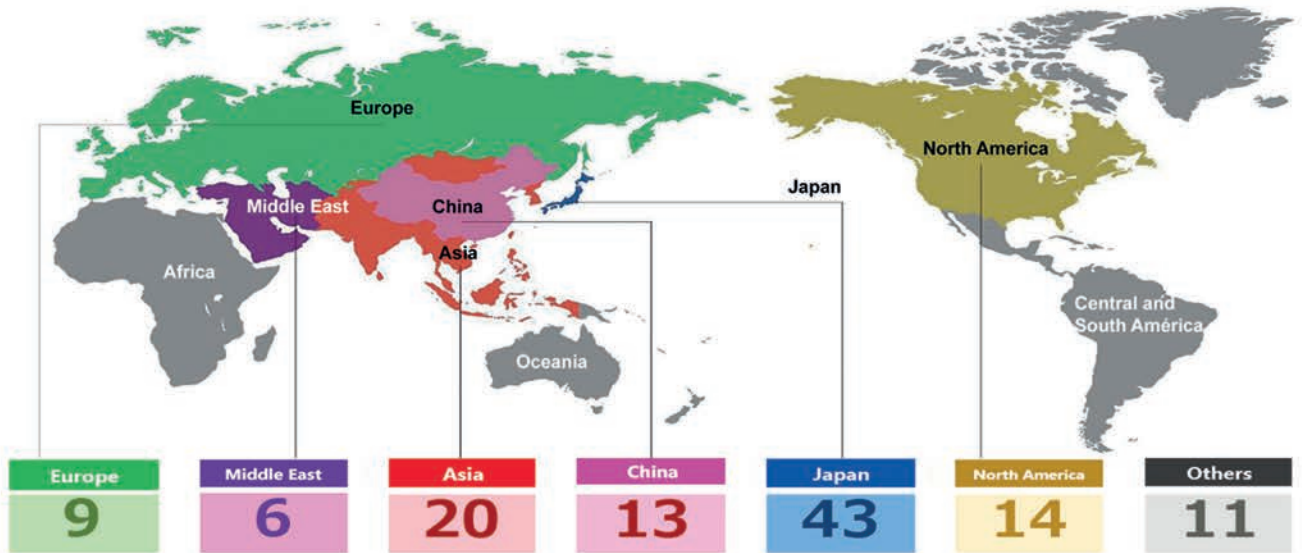 Europe
North America
Japan
Middle East
China
Asia
Africa
Central and
South América
Oceania
Europe
Middle East
Asia
China
Japan
North America
Others
9
6
20
13
43
14
11